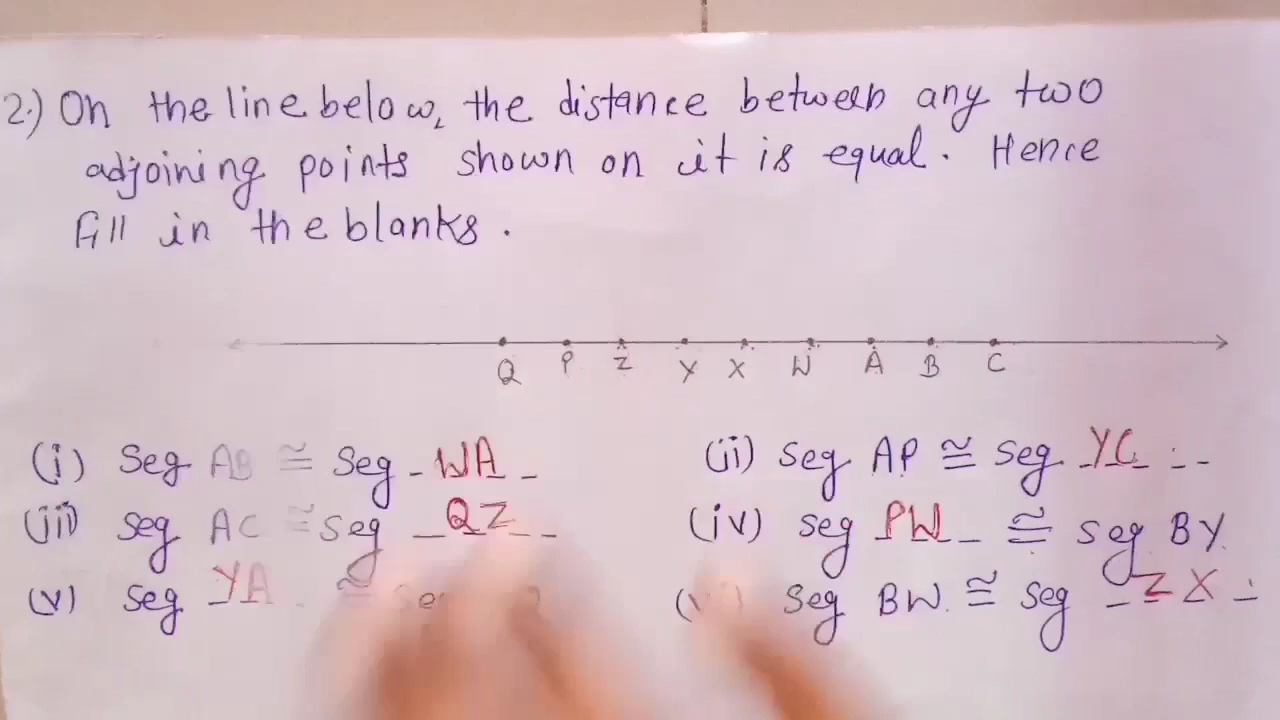 2.) On the line below, the distance between any two
adjoining points shown on it is equal. Hence
fill in the blanks.
Q P Z Y X W A B C
(i) Seg AB ≅ Seg WA (ii) Seg AP ≅ Seg YC
(iii) seg AC ≅ seg QZ (iv) seg PW ≅ seg BY
(v) seg YA ≅ seg BW. ≅ seg ZX